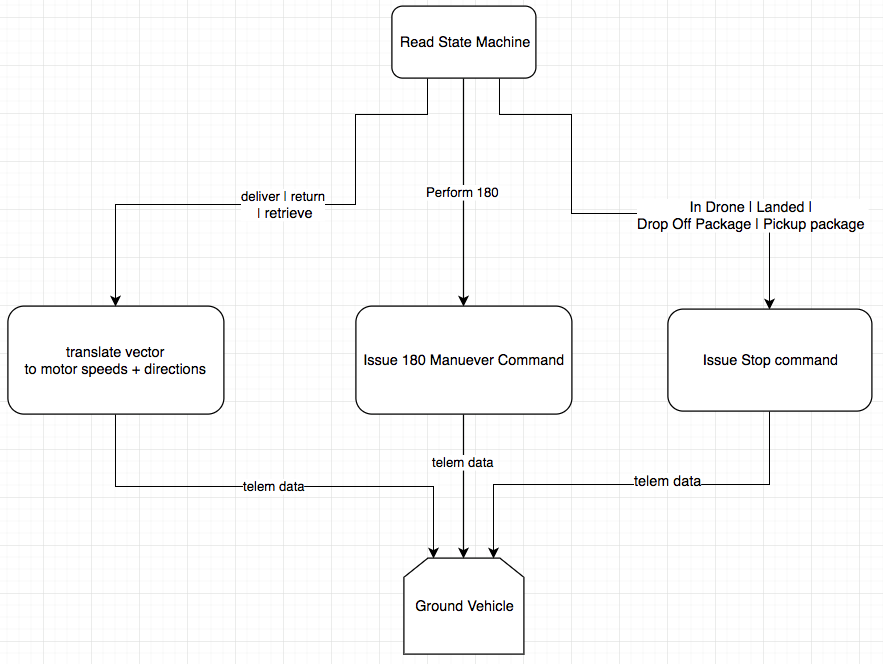 Read State Machine
deliver | return
| retrieve
Perform 180
In Drone | Landed |
Drop Off Package | Pickup package
translate vector
to motor speeds + directions
Issue 180 Manuever Command
Issue Stop command
telem data
telem data
telem data
Ground Vehicle